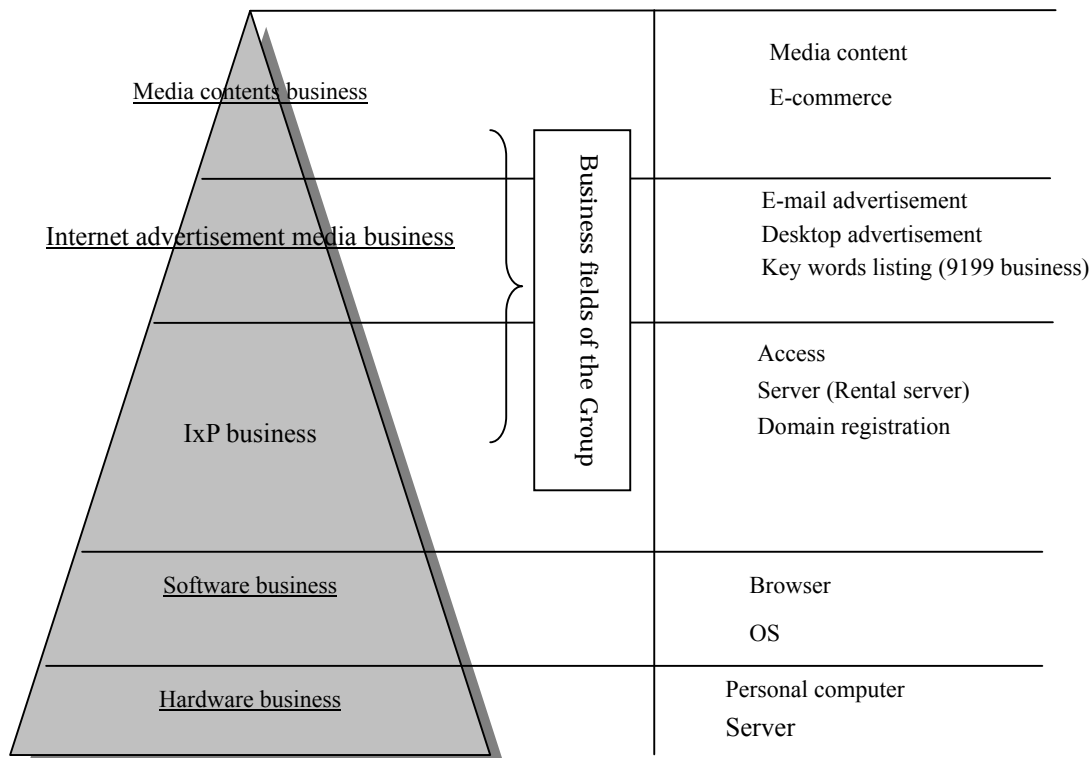 Media contents business
Media content
E-commerce
Internet advertisement media business
Business fields of the Group
E-mail advertisement
Desktop advertisement
Key words listing (9199 business)
IxP business
Access
Server (Rental server)
Domain registration
Software business
Browser
OS
Hardware business
Personal computer
Server